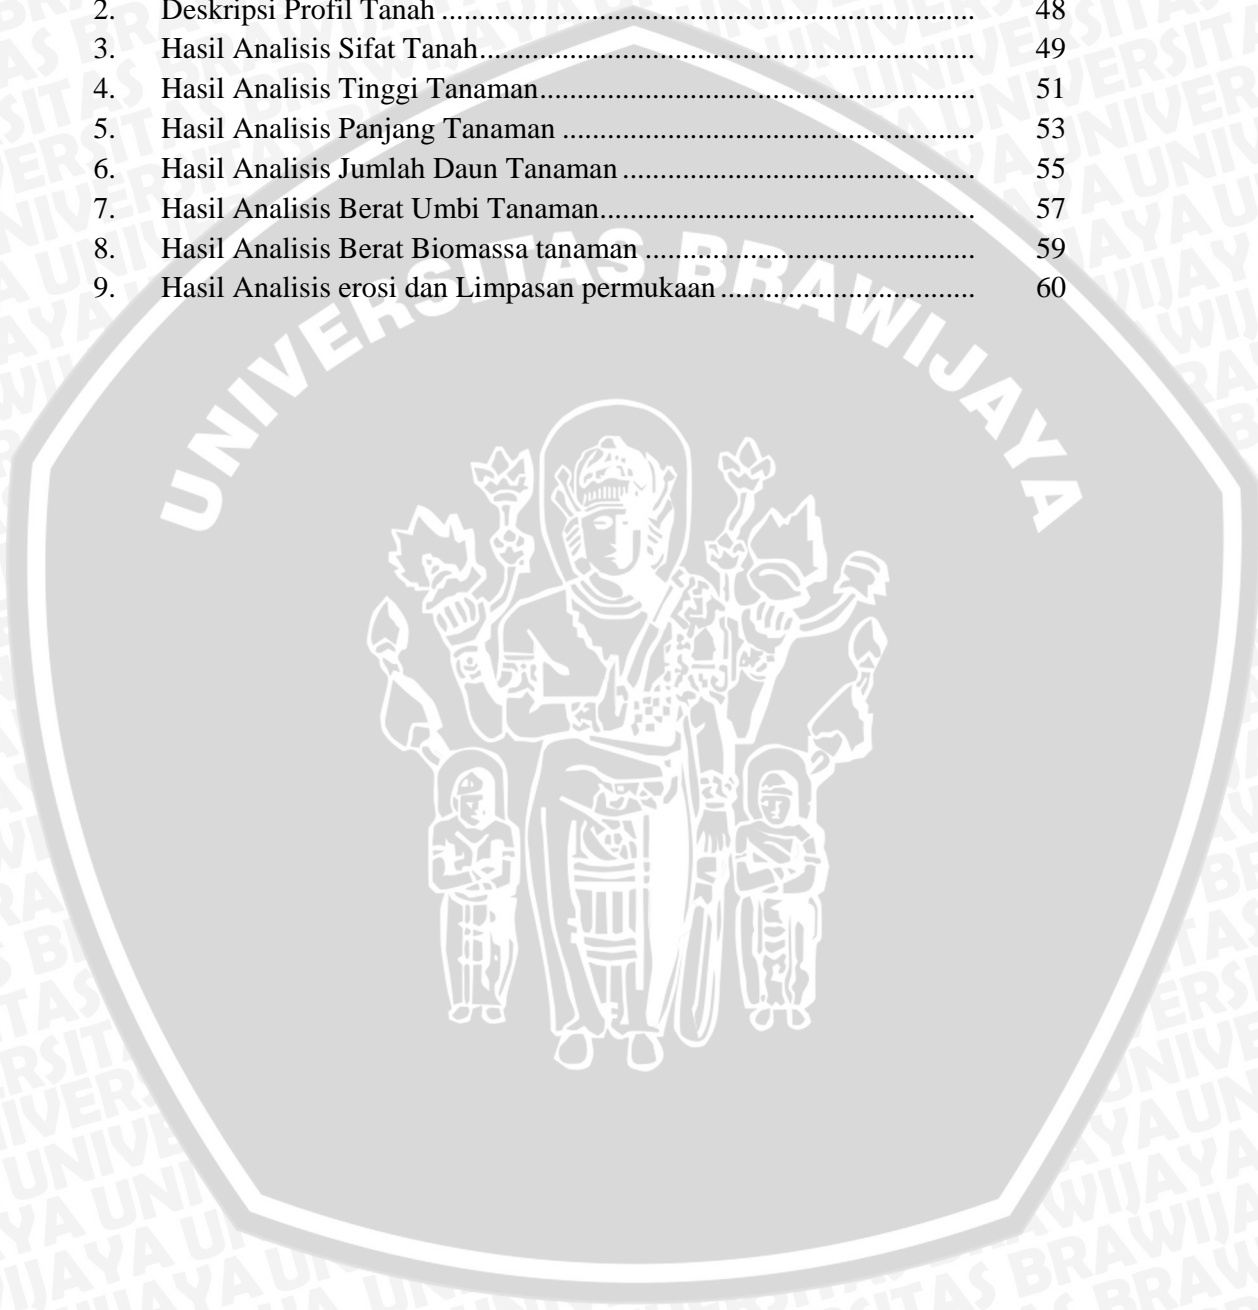 2. Deskripsi Profil Tanah ....................................................................... 48
3. Hasil Analisis Sifat Tanah.................................................................. 49
4. Hasil Analisis Tinggi Tanaman.......................................................... 51
5. Hasil Analisis Panjang Tanaman ....................................................... 53
6. Hasil Analisis Jumlah Daun Tanaman ............................................... 55
7. Hasil Analisis Berat Umbi Tanaman.................................................. 57
8. Hasil Analisis Berat Biomassa tanaman ............................................ 59
9. Hasil Analisis erosi dan Limpasan permukaan .................................. 60
UNIVERSITAS BRAWIJAYA